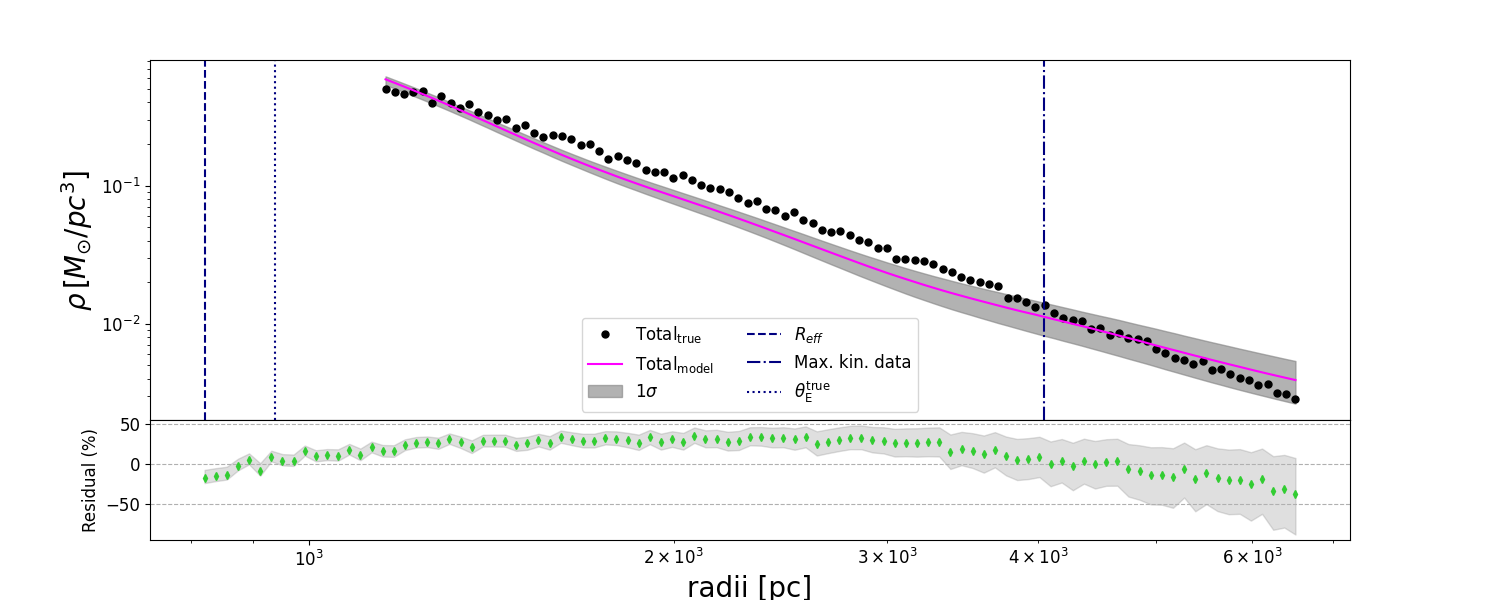 ρ [M⊙/pc³]
10⁻¹
10⁻²
Total_true
Total_model
1σ
R_eff
Max. kin. data
θ_E^true
Residual (%)
50
0
−50
10³
2 × 10³
3 × 10³
4 × 10³
6 × 10³
radii [pc]